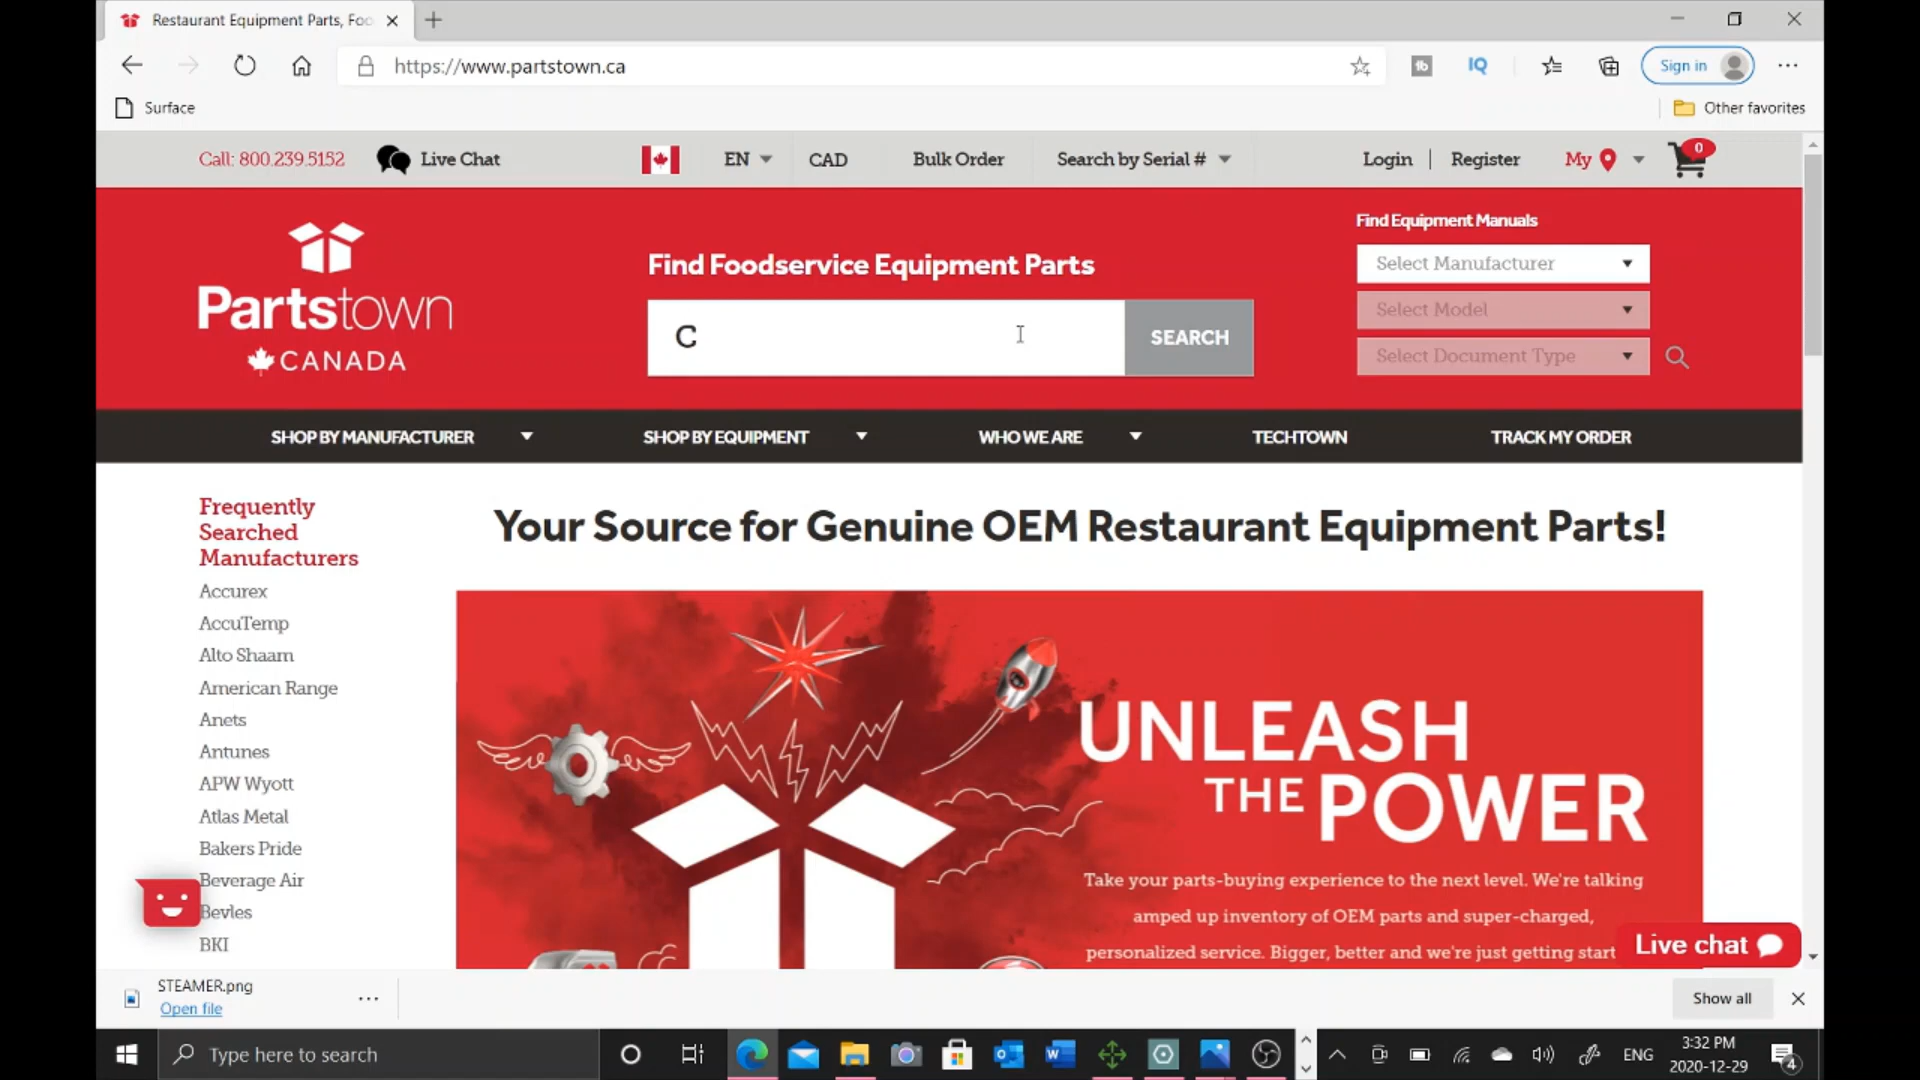 Restaurant Equipment Parts, Foo
https://www.partstown.ca
IQ
Sign in
Surface
Other favorites
Call: 800.239.5152
Live Chat
EN
CAD
Bulk Order
Search by Serial #
Login
Register
My
0
Partstown
CANADA
Find Foodservice Equipment Parts
C
SEARCH
Find Equipment Manuals
Select Manufacturer
Select Model
Select Document Type
SHOP BY MANUFACTURER
SHOP BY EQUIPMENT
WHO WE ARE
TECHTOWN
TRACK MY ORDER
Frequently
Searched
Manufacturers
Accurex
AccuTemp
Alto Shaam
American Range
Anets
Antunes
APW Wyott
Atlas Metal
Bakers Pride
Beverage Air
Bevles
BKI
Your Source for Genuine OEM Restaurant Equipment Parts!
UNLEASH
THE POWER
Take your parts-buying experience to the next level. We're talking
amped up inventory of OEM parts and super-charged,
personalized service. Bigger, better and we're just getting start
Live chat
STEAMER.png
Open file
Show all
Type here to search
ENG
3:32 PM
2020-12-29
4